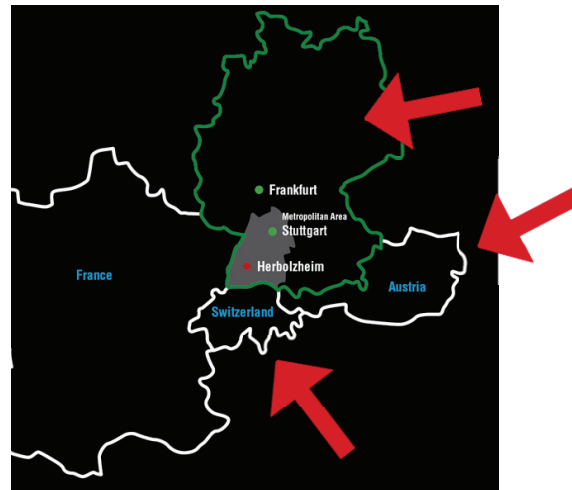 Frankfurt
Metropolitan Area
Stuttgart
Herbolzheim
France
Austria
Switzerland